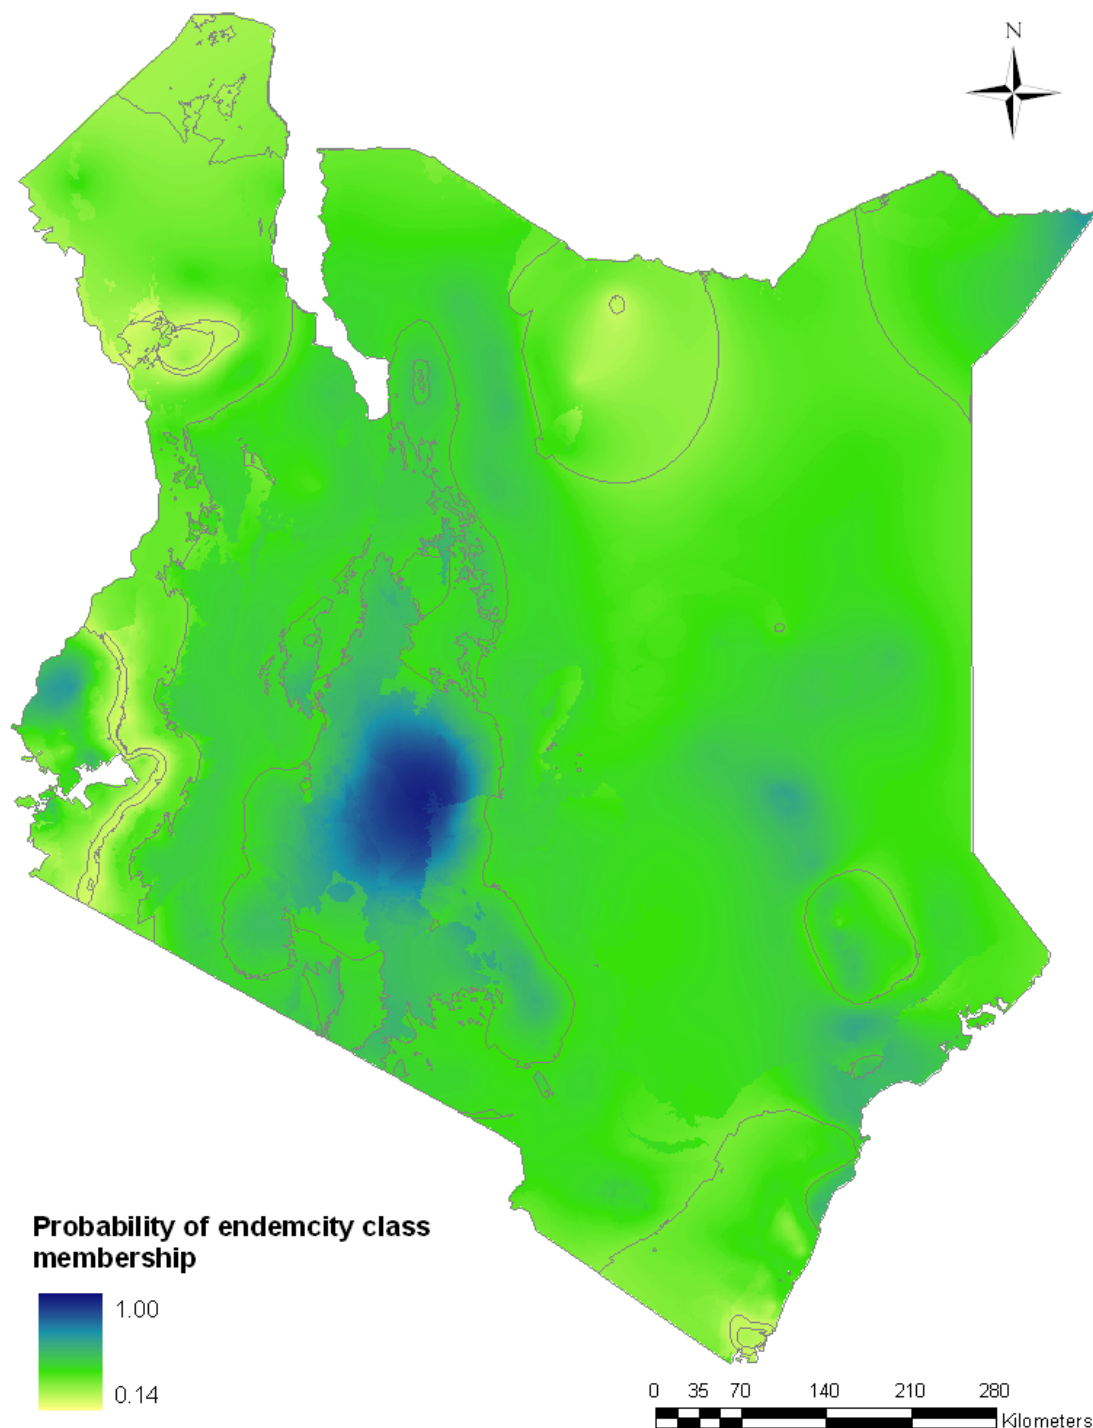 N
Probability of endemcity class
membership
1.00
0.14
0 35 70 140 210 280
Kilometers